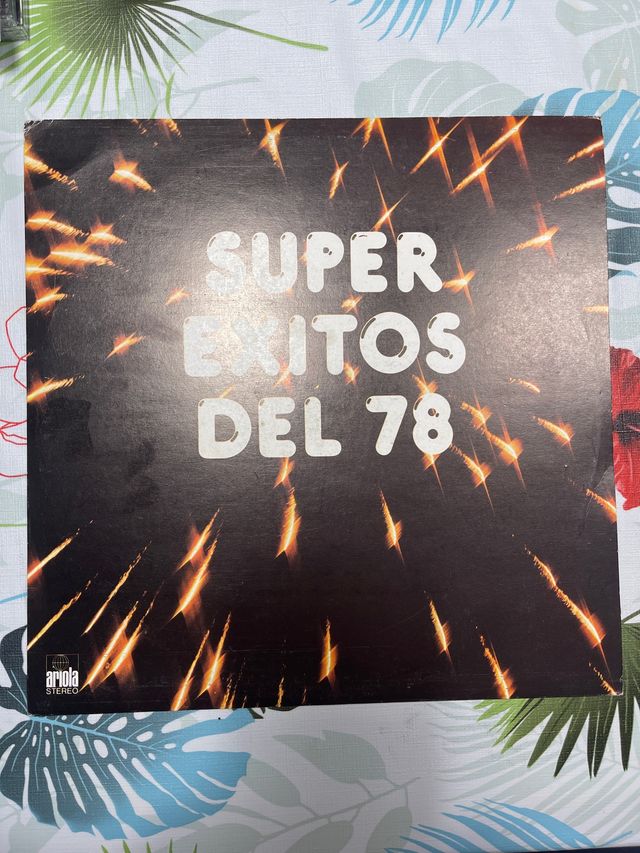 SUPER
EXITOS
DEL 78
ariola
STEREO